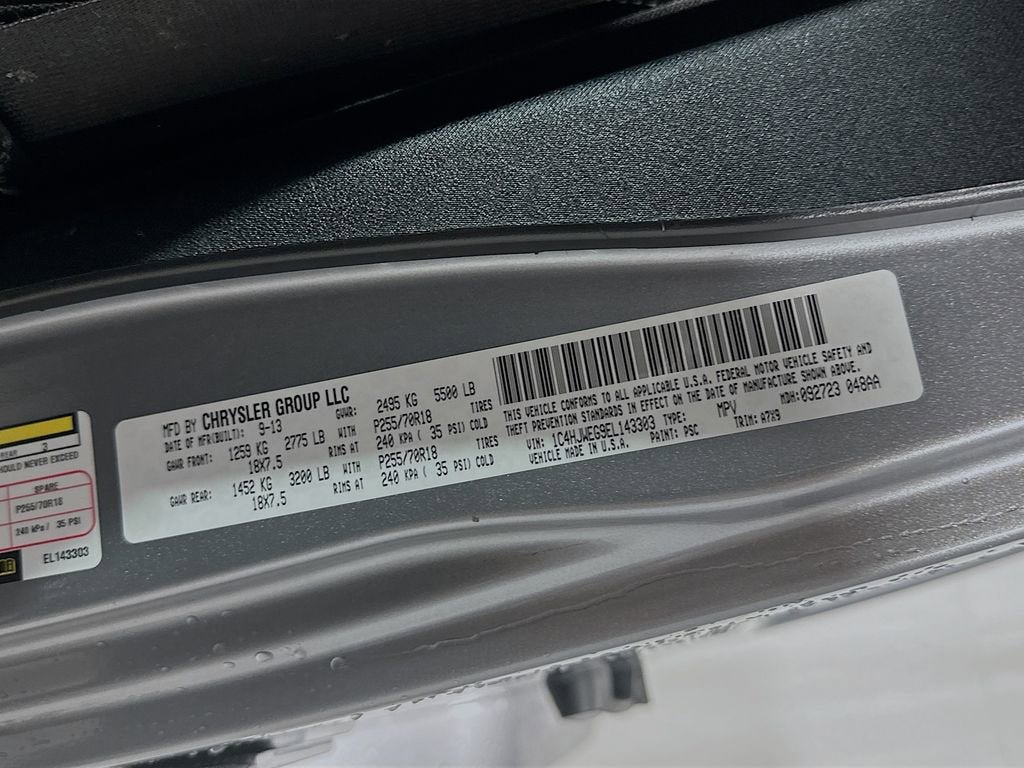 MFD BY CHRYSLER GROUP LLC
DATE OF MFR(BUILT): 9-13 GVWR: 2495 KG 5500 LB
GAWR FRONT: 1259 KG 2775 LB WITH P255/70R18 TIRES
18X7.5 RIMS AT 240 KPA ( 35 PSI) COLD
GAWR REAR: 1452 KG 3200 LB WITH P255/70R18 TIRES
18X7.5 RIMS AT 240 KPA ( 35 PSI) COLD
THIS VEHICLE CONFORMS TO ALL APPLICABLE U.S.A. FEDERAL MOTOR VEHICLE SAFETY AND
THEFT PREVENTION STANDARDS IN EFFECT ON THE DATE OF MANUFACTURE SHOWN ABOVE.
VIN: 1C4HJWEG9EL143303 TYPE: MPV MDH: 092723 048AA
VEHICLE MADE IN U.S.A. PAINT: PSC TRIM: A7X9
REAR 3
HOULD NEVER EXCEED
SPARE
P255/70R18
240 kPa / 35 PSI
EL143303